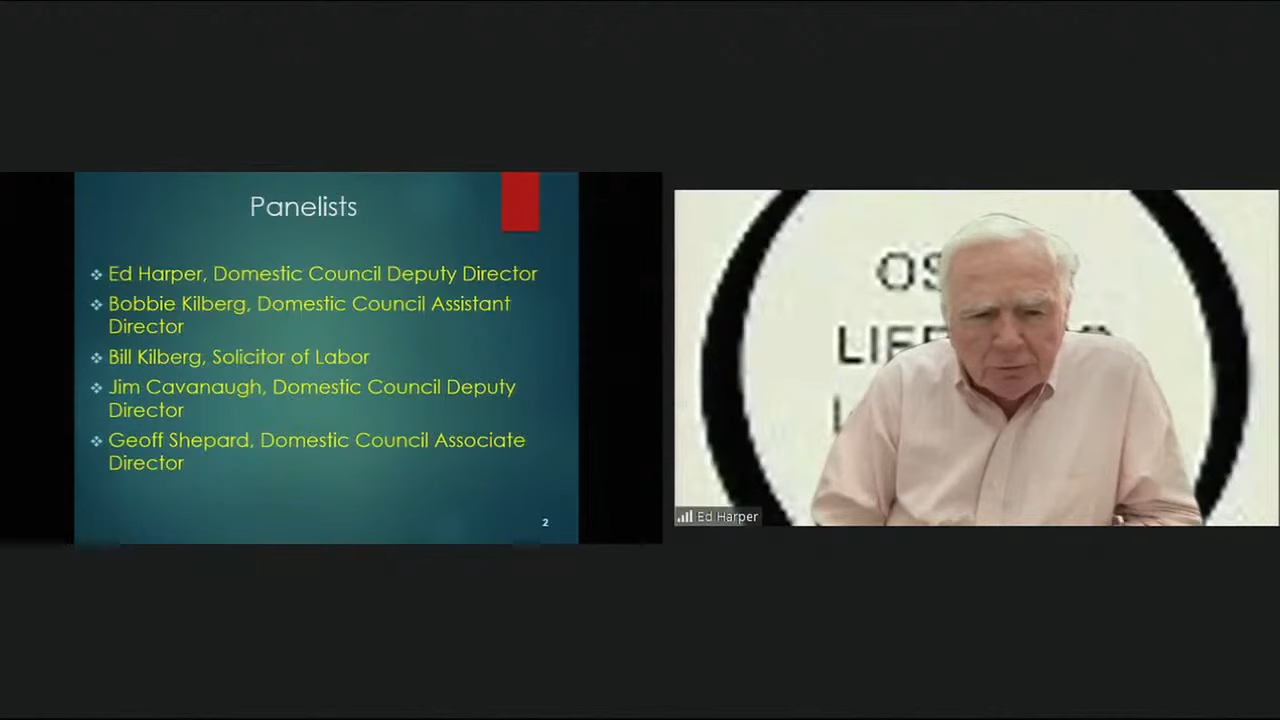 Panelists
Ed Harper, Domestic Council Deputy Director
Bobbie Kilberg, Domestic Council Assistant
Director
Bill Kilberg, Solicitor of Labor
Jim Cavanaugh, Domestic Council Deputy
Director
Geoff Shepard, Domestic Council Associate
Director
2
Ed Harper